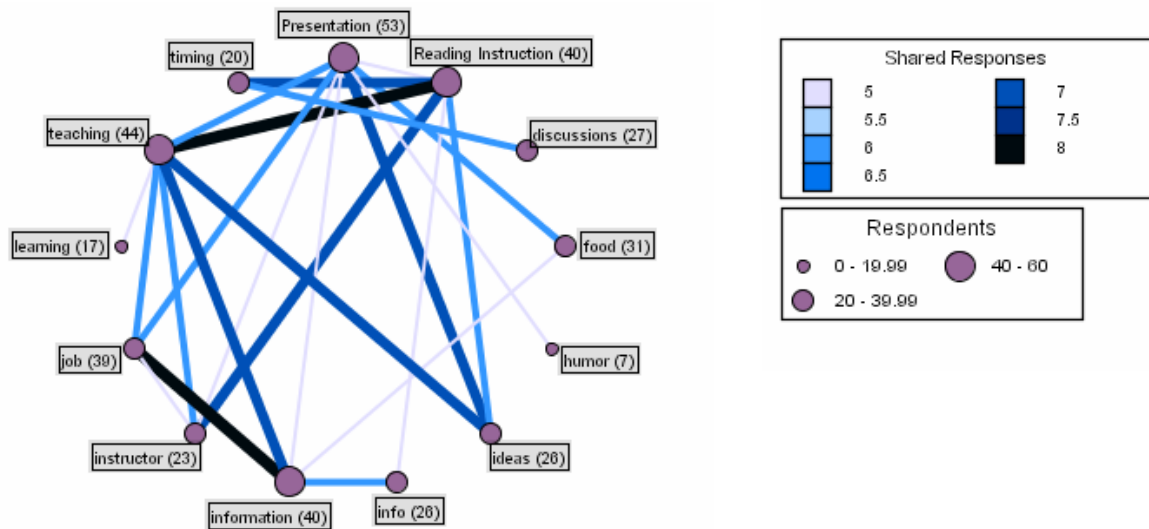 Presentation (53)
timing (20)
Reading Instruction (40)
teaching (44)
discussions (27)
learning (17)
food (31)
job (39)
humor (7)
instructor (23)
ideas (26)
information (40)
info (26)
Shared Responses
5
7
5.5
7.5
6
8
6.5
Respondents
0 - 19.99
40 - 60
20 - 39.99